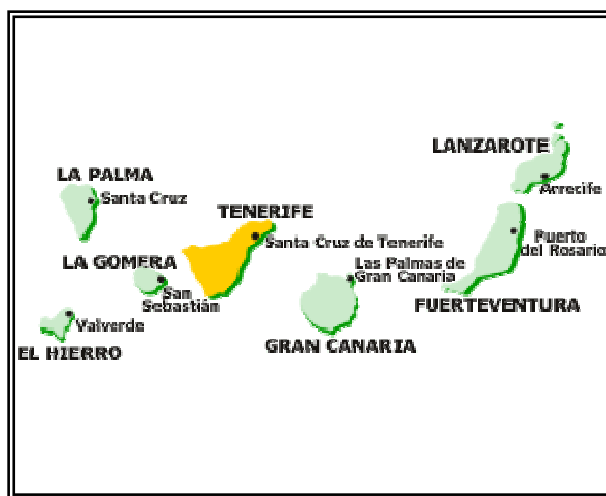 LANZAROTE
Arrecife
LA PALMA
Santa Cruz
TENERIFE
Santa Cruz de Tenerife
Puerto
del Rosario
LA GOMERA
San
Sebastián
Las Palmas de
Gran Canaria
FUERTEVENTURA
Valverde
EL HIERRO
GRAN CANARIA